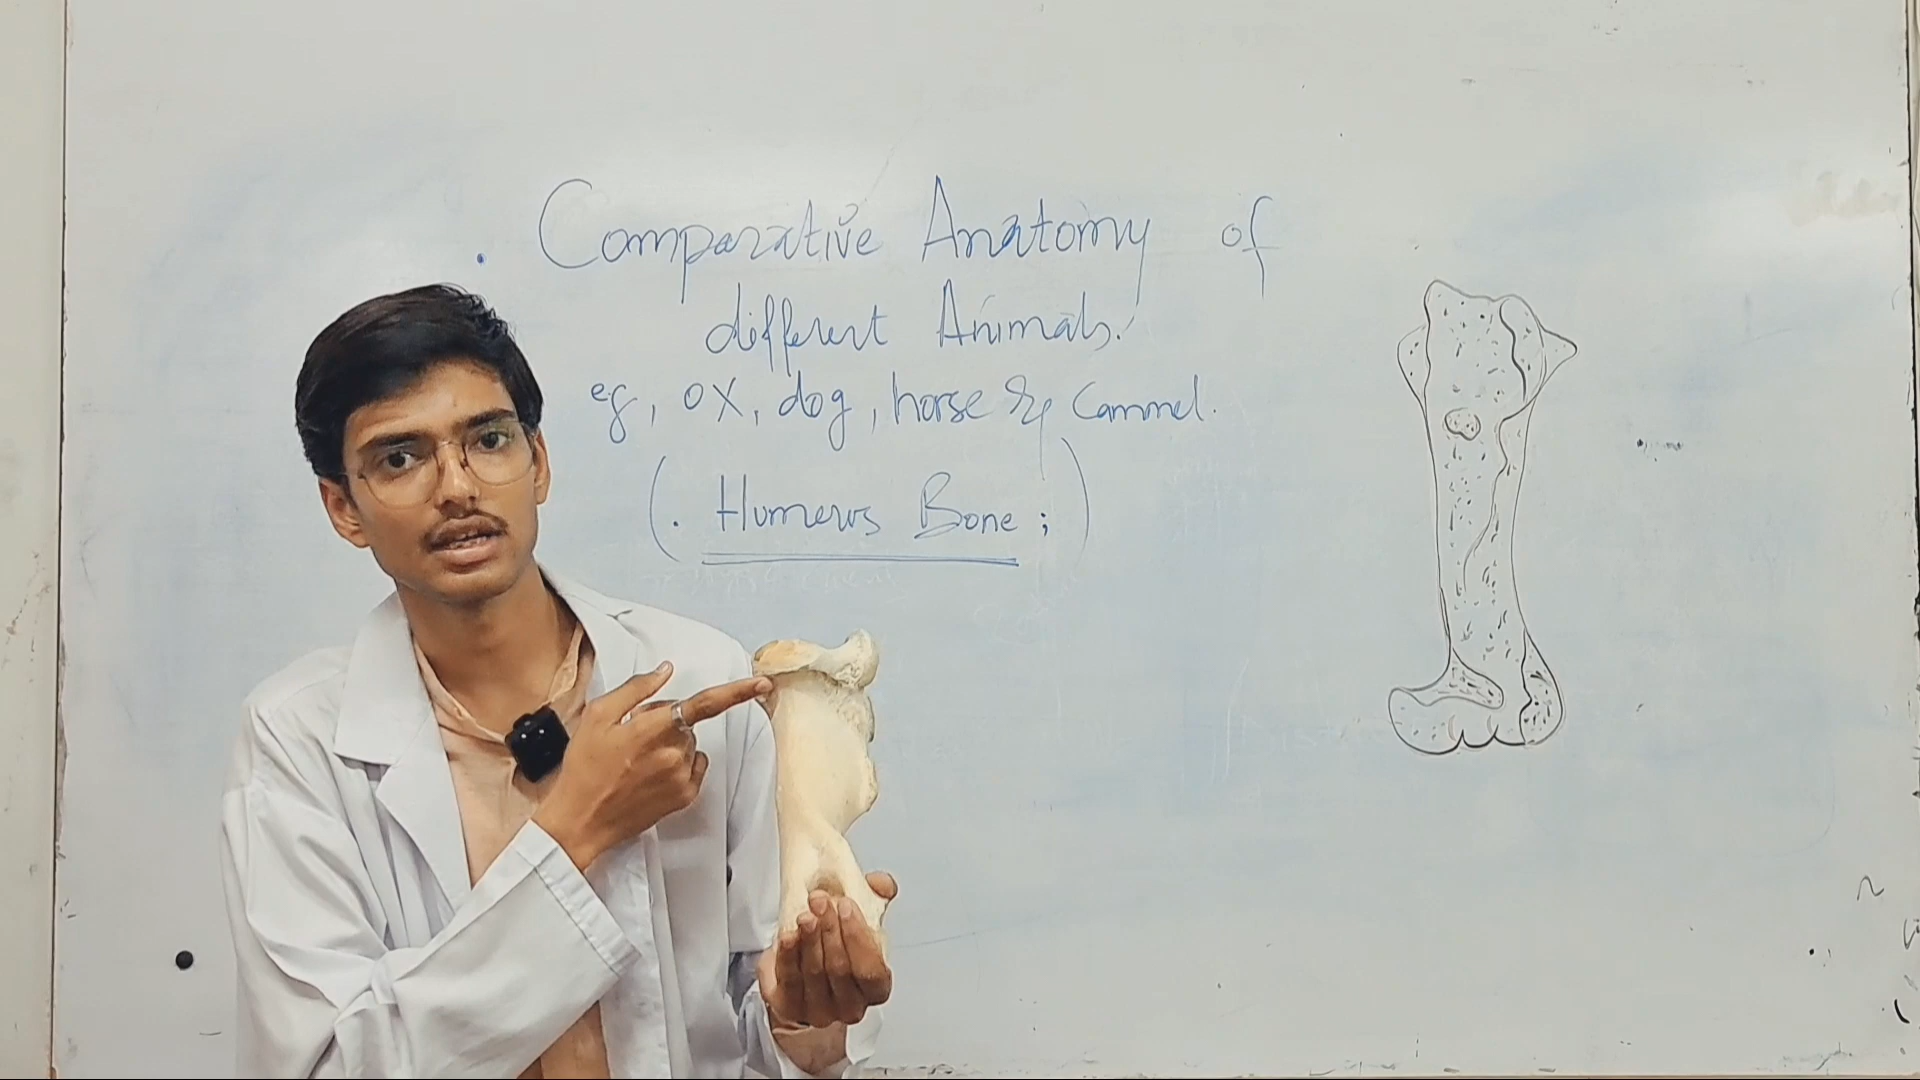 . Comparative Anatomy of
different Animals.
eg, ox, dog, horse & Cammel.
(. Humerus Bone ; )